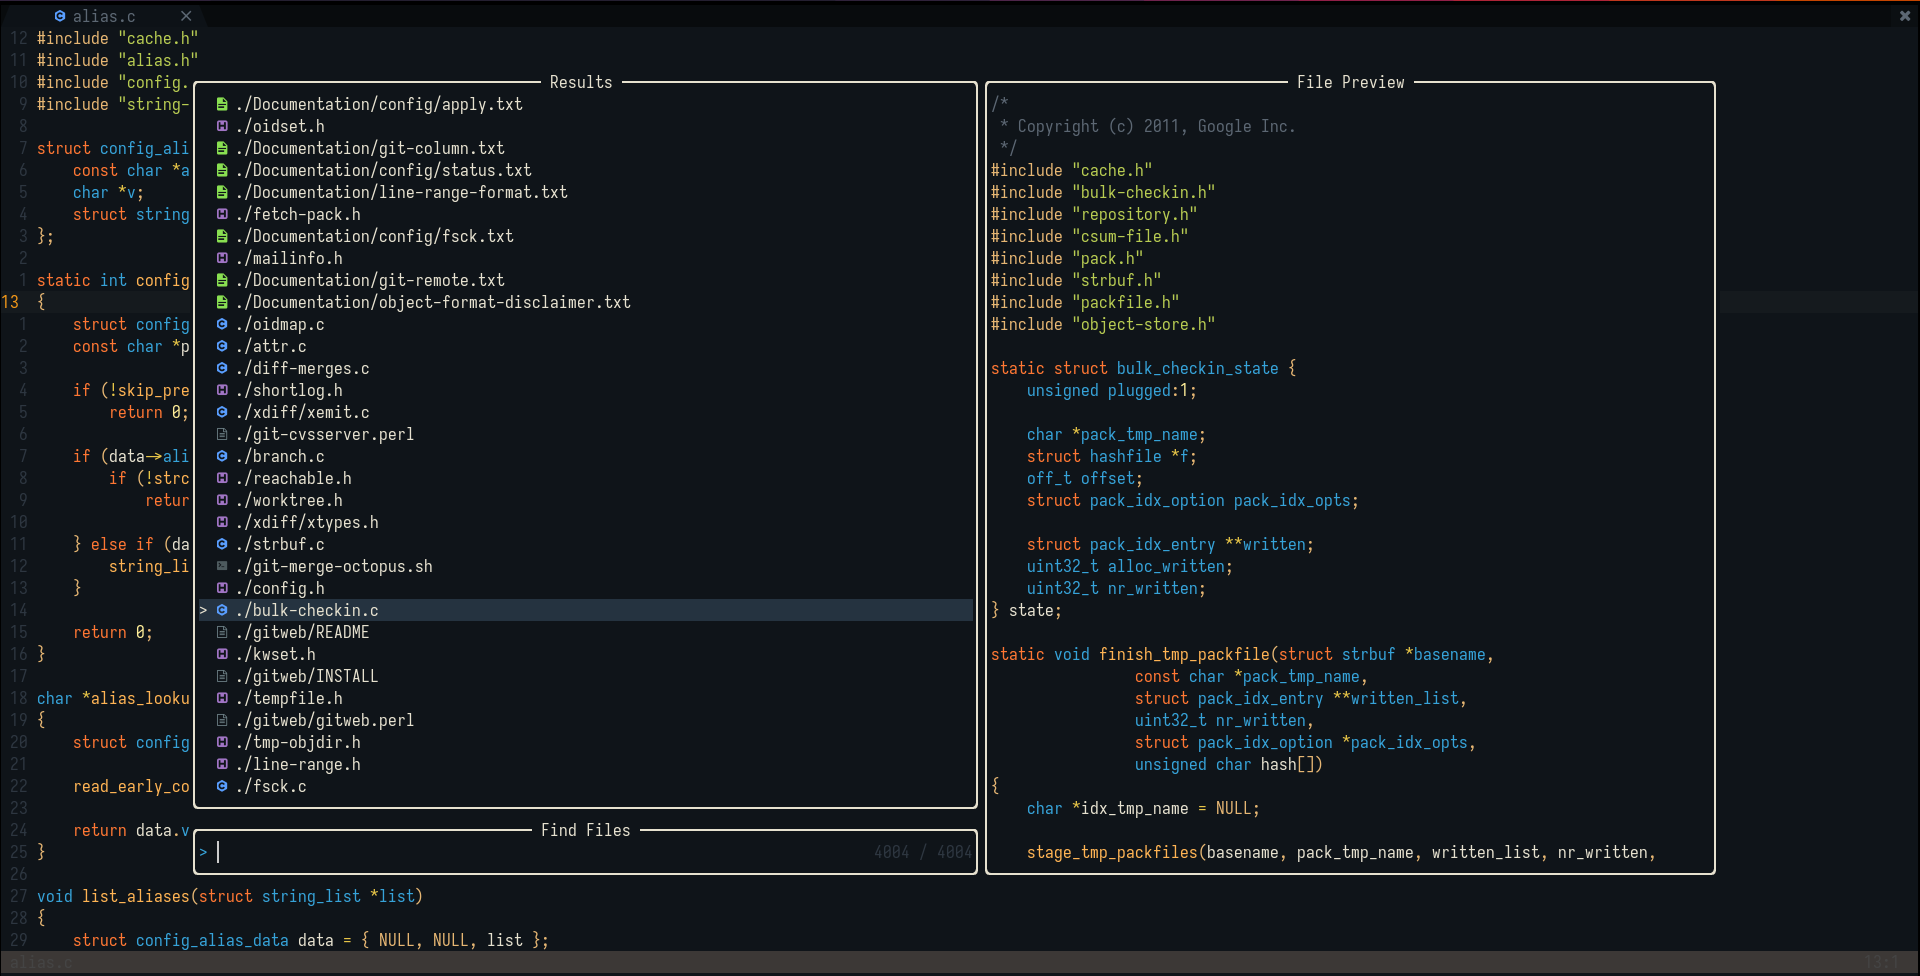 alias.c
12 #include "cache.h"
11 #include "alias.h"
10 #include "config.
9 #include "string-
8
7 struct config_ali
6     const char *a
5     char *v;
4     struct string
3 };
2
1 static int config
13 {
1     struct config
2     const char *p
3
4     if (!skip_pre
5         return 0;
6
7     if (data->ali
8         if (!strc
9             retur
10
11     } else if (da
12         string_li
13     }
14
15     return 0;
16 }
17
18 char *alias_looku
19 {
20     struct config
21
22     read_early_co
23
24     return data.v
25 }
26
27 void list_aliases(struct string_list *list)
28 {
29     struct config_alias_data data = { NULL, NULL, list };
alias.c 13:1
Results
./Documentation/config/apply.txt
./oidset.h
./Documentation/git-column.txt
./Documentation/config/status.txt
./Documentation/line-range-format.txt
./fetch-pack.h
./Documentation/config/fsck.txt
./mailinfo.h
./Documentation/git-remote.txt
./Documentation/object-format-disclaimer.txt
./oidmap.c
./attr.c
./diff-merges.c
./shortlog.h
./xdiff/xemit.c
./git-cvsserver.perl
./branch.c
./reachable.h
./worktree.h
./xdiff/xtypes.h
./strbuf.c
./git-merge-octopus.sh
./config.h
> ./bulk-checkin.c
./gitweb/README
./kwset.h
./gitweb/INSTALL
./tempfile.h
./gitweb/gitweb.perl
./tmp-objdir.h
./line-range.h
./fsck.c
Find Files
> 4004 / 4004
File Preview
/*
 * Copyright (c) 2011, Google Inc.
 */
#include "cache.h"
#include "bulk-checkin.h"
#include "repository.h"
#include "csum-file.h"
#include "pack.h"
#include "strbuf.h"
#include "packfile.h"
#include "object-store.h"

static struct bulk_checkin_state {
    unsigned plugged:1;

    char *pack_tmp_name;
    struct hashfile *f;
    off_t offset;
    struct pack_idx_option pack_idx_opts;

    struct pack_idx_entry **written;
    uint32_t alloc_written;
    uint32_t nr_written;
} state;

static void finish_tmp_packfile(struct strbuf *basename,
                const char *pack_tmp_name,
                struct pack_idx_entry **written_list,
                uint32_t nr_written,
                struct pack_idx_option *pack_idx_opts,
                unsigned char hash[])
{
    char *idx_tmp_name = NULL;

    stage_tmp_packfiles(basename, pack_tmp_name, written_list, nr_written,